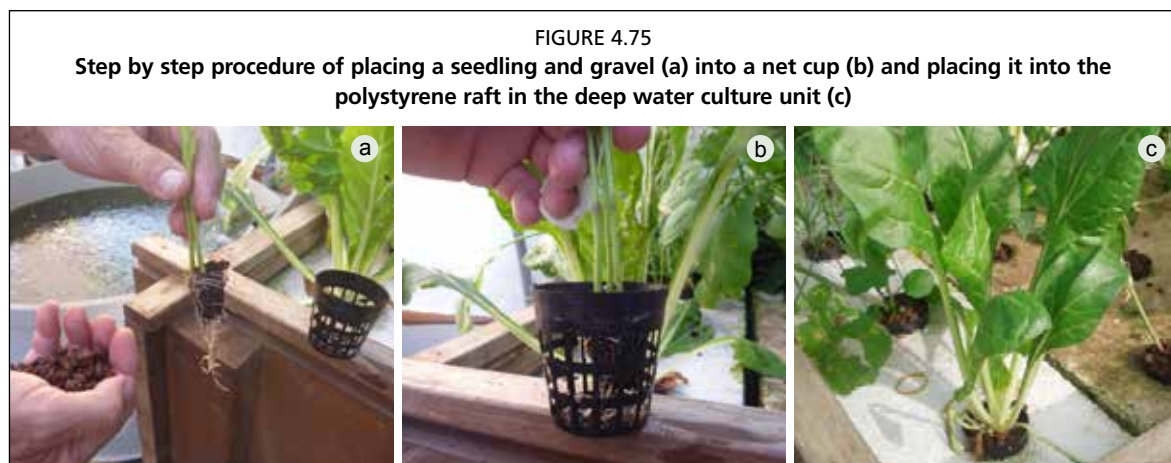 FIGURE 4.75
Step by step procedure of placing a seedling and gravel (a) into a net cup (b) and placing it into the
polystyrene raft in the deep water culture unit (c)
a
b
c